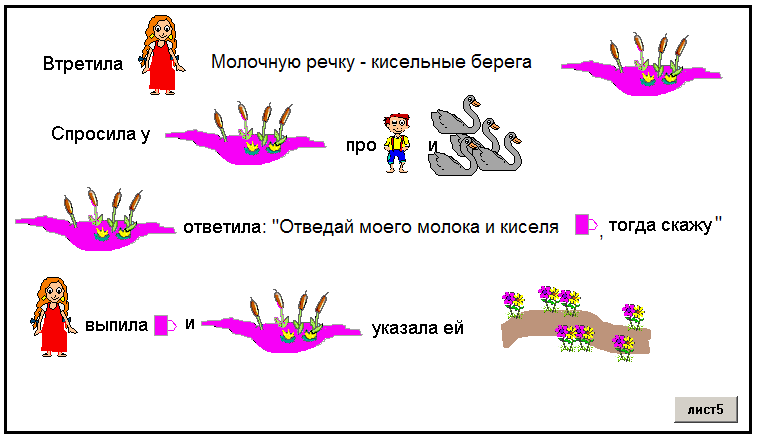 Втретила Молочную речку - кисельные берега
Спросила у про и
ответила: "Отведай моего молока и киселя , тогда скажу"
выпила и указала ей
лист5